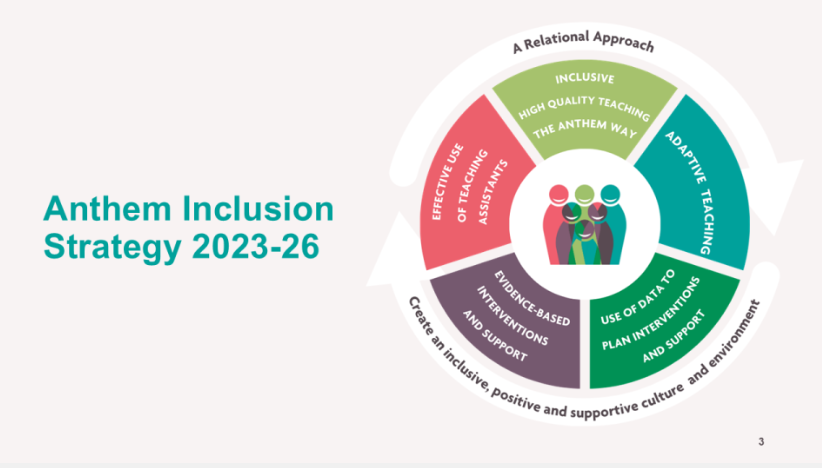 Anthem Inclusion
Strategy 2023-26
A Relational Approach
INCLUSIVE
HIGH QUALITY TEACHING
THE ANTHEM WAY
ADAPTIVE TEACHING
USE OF DATA TO
PLAN INTERVENTIONS
AND SUPPORT
EVIDENCE-BASED
INTERVENTIONS
AND SUPPORT
EFFECTIVE USE
OF TEACHING
ASSISTANTS
Create an inclusive, positive and supportive culture and environment
3